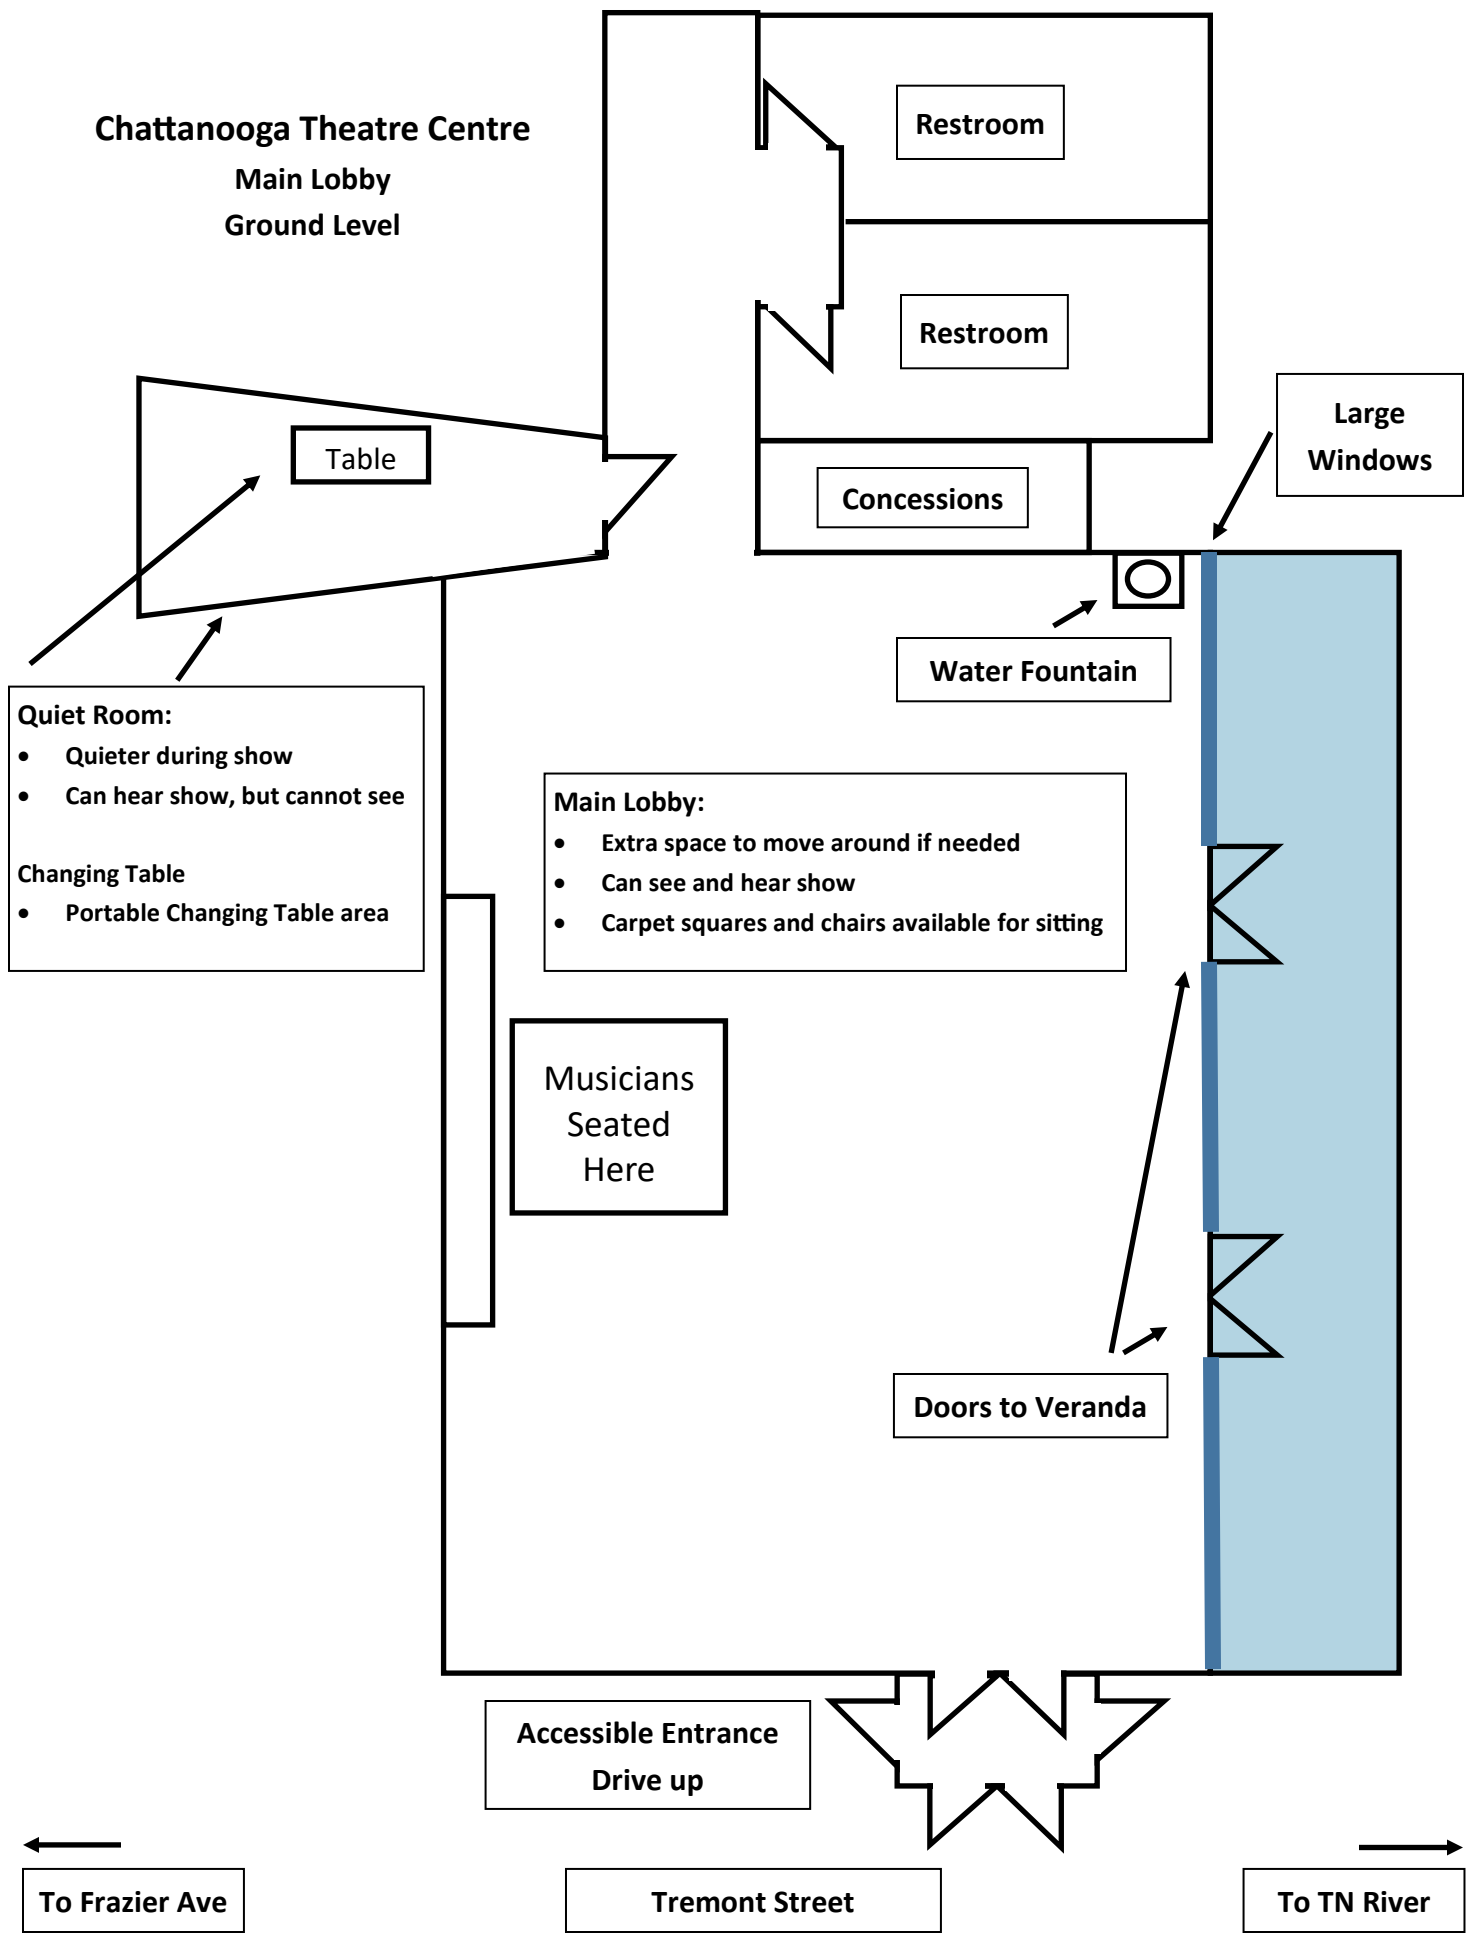 Chattanooga Theatre Centre
Main Lobby
Ground Level
Restroom
Restroom
Large
Windows
Table
Concessions
Water Fountain
Quiet Room:
• Quieter during show
• Can hear show, but cannot see
Changing Table
• Portable Changing Table area
Main Lobby:
• Extra space to move around if needed
• Can see and hear show
• Carpet squares and chairs available for sitting
Musicians
Seated
Here
Doors to Veranda
Accessible Entrance
Drive up
To Frazier Ave
Tremont Street
To TN River